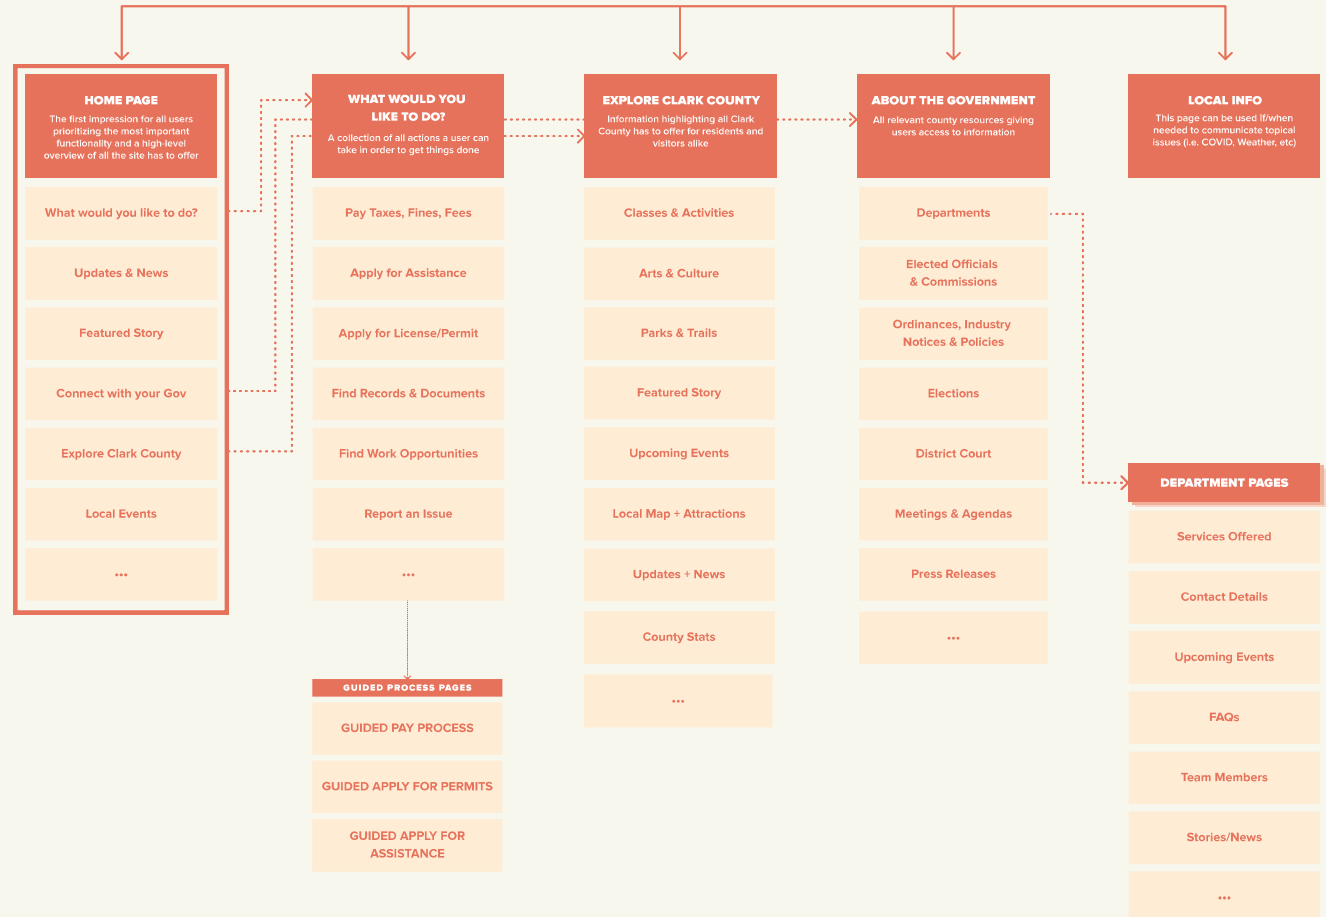 HOME PAGE
The first impression for all users
prioritizing the most important
functionality and a high-level
overview of all the site has to offer
What would you like to do?
Updates & News
Featured Story
Connect with your Gov
Explore Clark County
Local Events
...
WHAT WOULD YOU
LIKE TO DO?
A collection of all actions a user can
take in order to get things done
Pay Taxes, Fines, Fees
Apply for Assistance
Apply for License/Permit
Find Records & Documents
Find Work Opportunities
Report an Issue
...
GUIDED PROCESS PAGES
GUIDED PAY PROCESS
GUIDED APPLY FOR PERMITS
GUIDED APPLY FOR
ASSISTANCE
EXPLORE CLARK COUNTY
Information highlighting all Clark
County has to offer for residents and
visitors alike
Classes & Activities
Arts & Culture
Parks & Trails
Featured Story
Upcoming Events
Local Map + Attractions
Updates + News
County Stats
...
ABOUT THE GOVERNMENT
All relevant county resources giving
users access to information
Departments
Elected Officials
& Commissions
Ordinances, Industry
Notices & Policies
Elections
District Court
Meetings & Agendas
Press Releases
...
LOCAL INFO
This page can be used if/when
needed to communicate topical
issues (i.e. COVID, Weather, etc)
DEPARTMENT PAGES
Services Offered
Contact Details
Upcoming Events
FAQs
Team Members
Stories/News
...